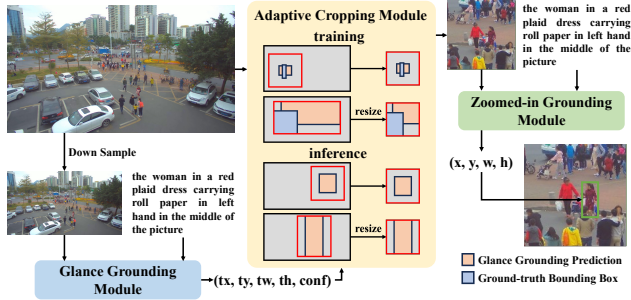 Adaptive Cropping Module
training
resize
inference
resize
Down Sample
the woman in a red
plaid dress carrying
roll paper in left
hand in the middle of
the picture
Glance Grounding
Module
(tx, ty, tw, th, conf)
the woman in a red
plaid dress carrying
roll paper in left hand
in the middle of the
picture
Zoomed-in Grounding
Module
(x, y, w, h)
Glance Grounding Prediction
Ground-truth Bounding Box